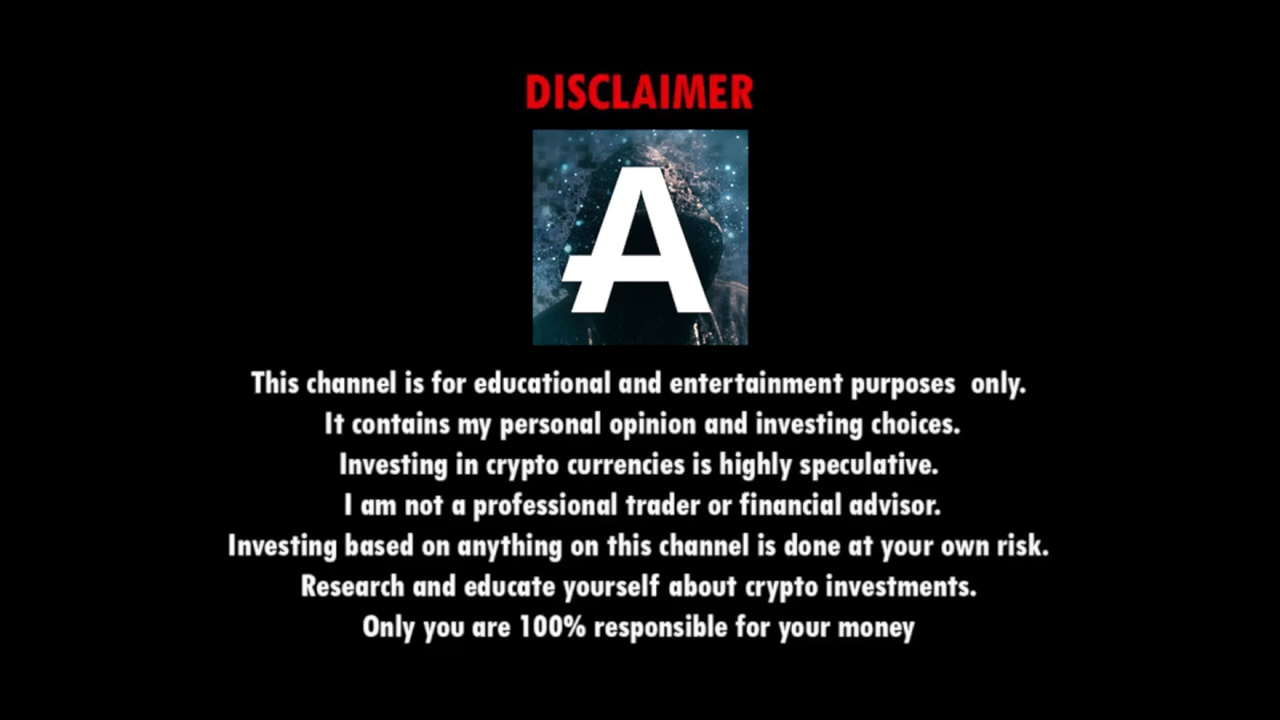 DISCLAIMER
A
This channel is for educational and entertainment purposes  only.
It contains my personal opinion and investing choices.
Investing in crypto currencies is highly speculative.
I am not a professional trader or financial advisor.
Investing based on anything on this channel is done at your own risk.
Research and educate yourself about crypto investments.
Only you are 100% responsible for your money